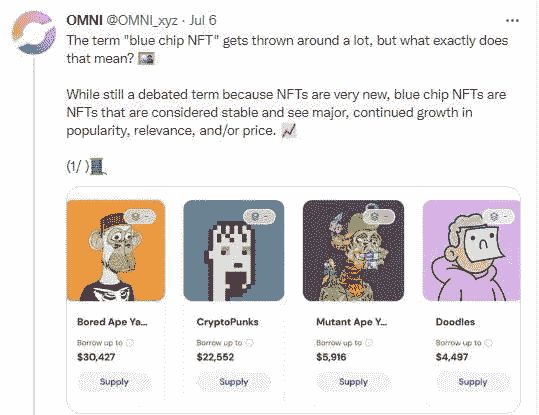 OMNI @OMNI_xyz · Jul 6
The term "blue chip NFT" gets thrown around a lot, but what exactly does
that mean? 🖼️
While still a debated term because NFTs are very new, blue chip NFTs are
NFTs that are considered stable and see major, continued growth in
popularity, relevance, and/or price. 📈
(1/ )🧵
Bored Ape Ya... CryptoPunks Mutant Ape Y... Doodles
Borrow up to Borrow up to Borrow up to Borrow up to
$30,427 $22,552 $5,916 $4,497
Supply Supply Supply Supply